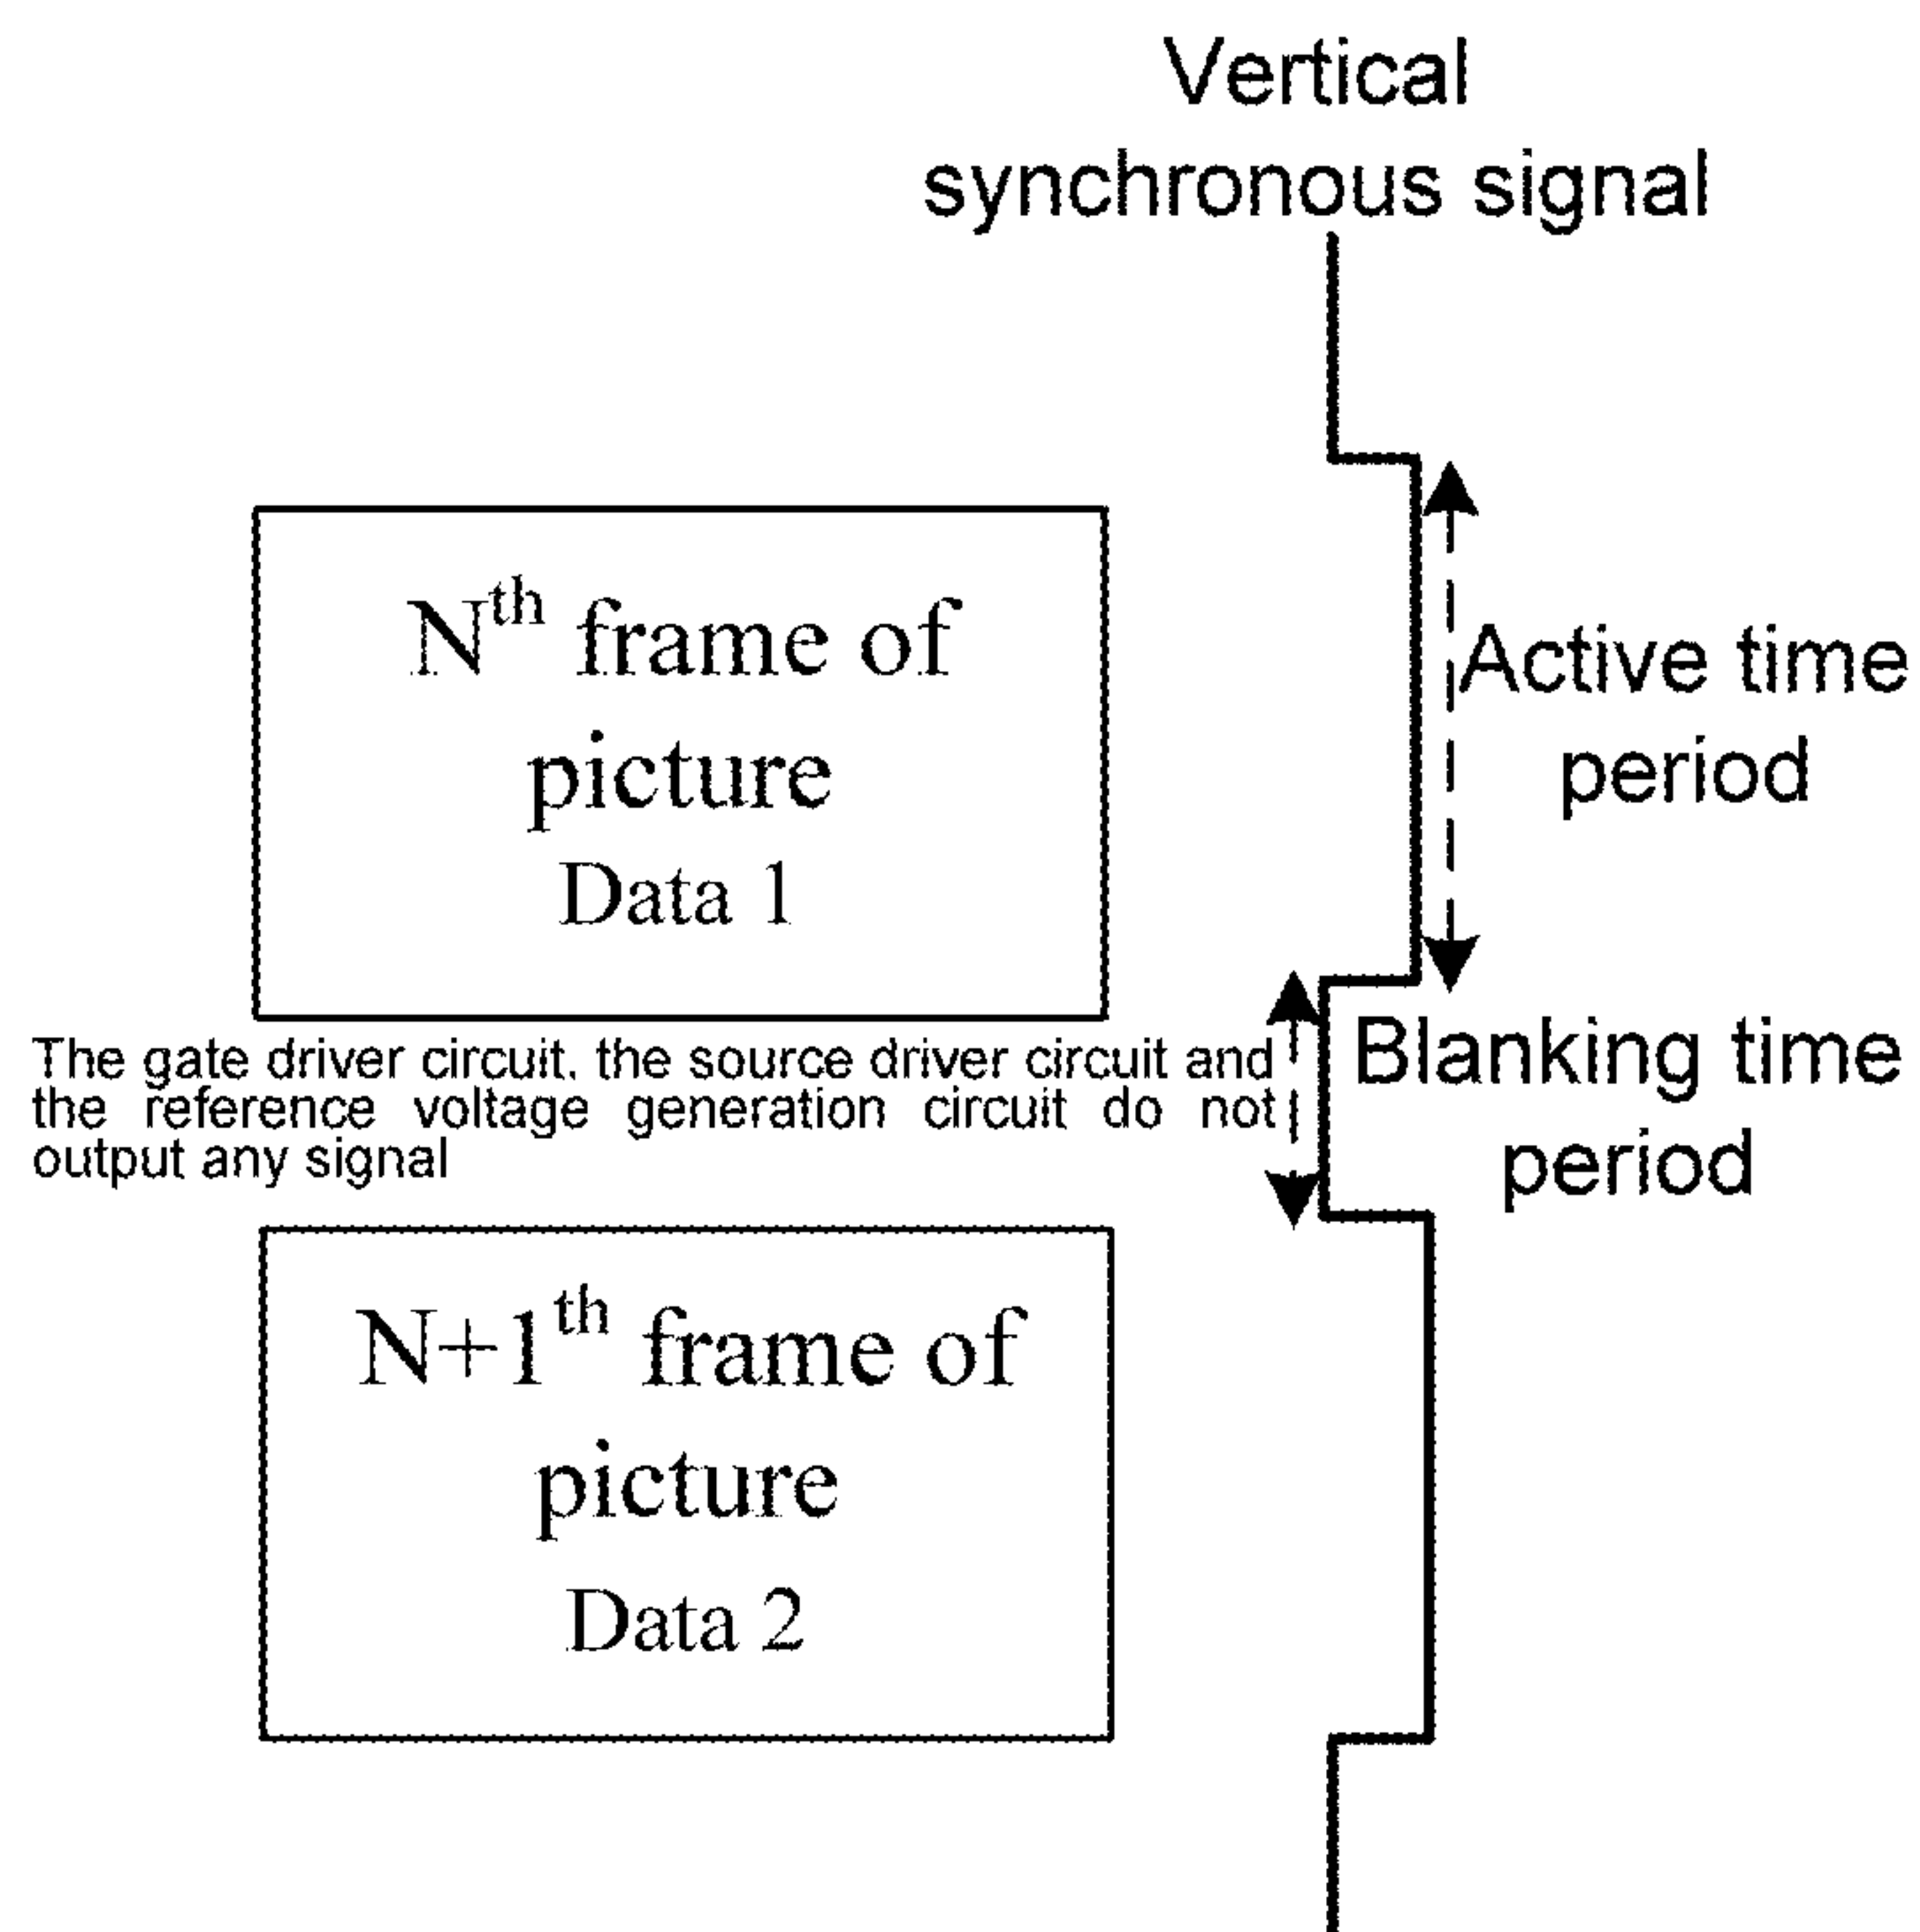 Vertical
synchronous signal
Nth frame of
picture
Data 1
Active time
period
The gate driver circuit, the source driver circuit and
the reference voltage generation circuit do not
output any signal
Blanking time
period
N+1th frame of
picture
Data 2